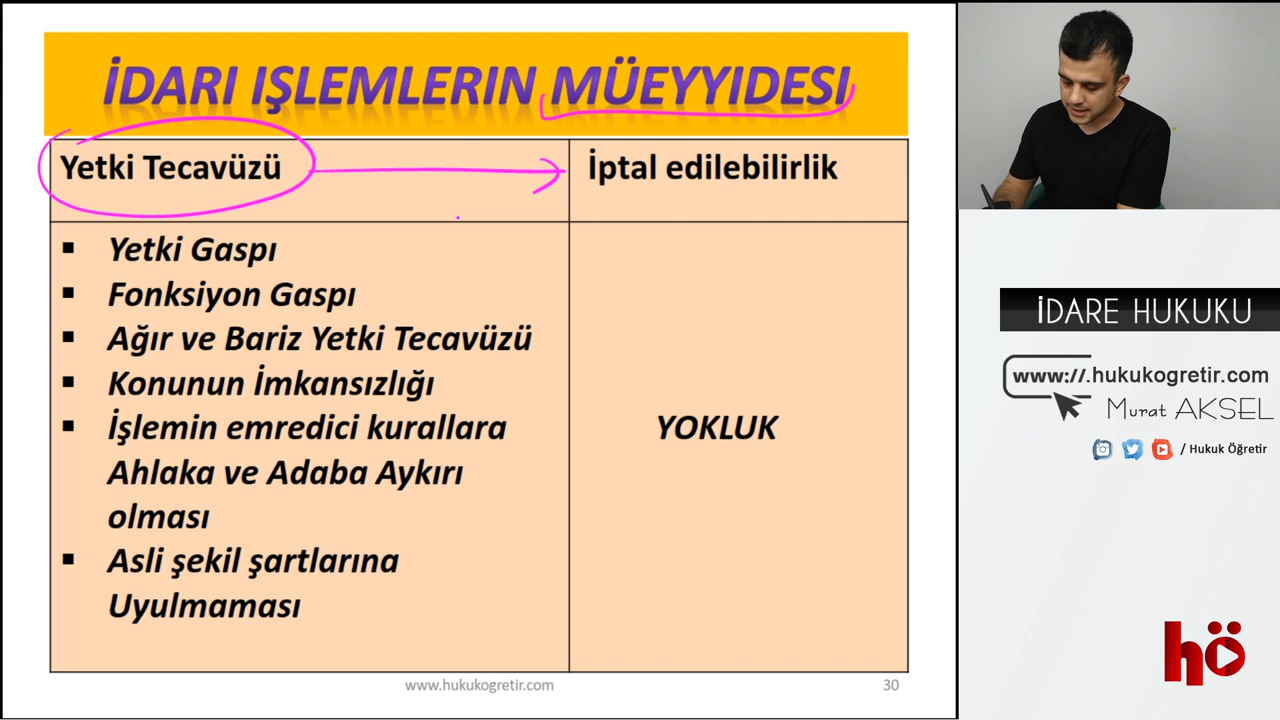 İDARI IŞLEMLERIN MÜEYYIDESI
Yetki Tecavüzü
İptal edilebilirlik
▪ Yetki Gaspı
▪ Fonksiyon Gaspı
▪ Ağır ve Bariz Yetki Tecavüzü
▪ Konunun İmkansızlığı
▪ İşlemin emredici kurallara
Ahlaka ve Adaba Aykırı
olması
▪ Asli şekil şartlarına
Uyulmaması
YOKLUK
www.hukukogretir.com
30
İDARE HUKUKU
www://.hukukogretir.com
Murat AKSEL
/ Hukuk Öğretir
hö